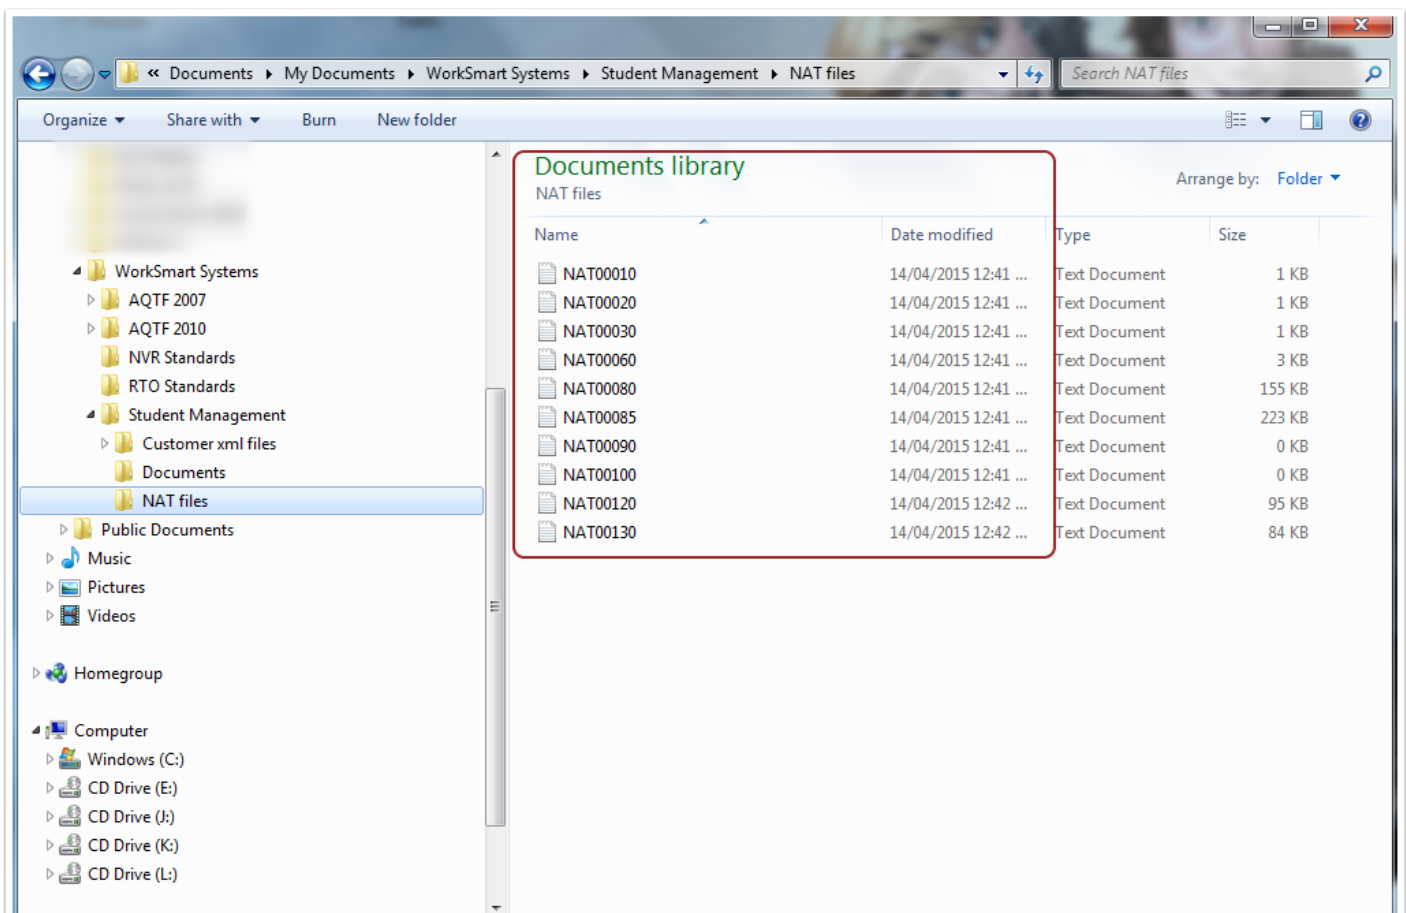 « Documents ▸ My Documents ▸ WorkSmart Systems ▸ Student Management ▸ NAT files
Search NAT files
Organize Share with Burn New folder
Documents library
NAT files
Arrange by: Folder
Name Date modified Type Size
NAT00010 14/04/2015 12:41 ... Text Document 1 KB
NAT00020 14/04/2015 12:41 ... Text Document 1 KB
NAT00030 14/04/2015 12:41 ... Text Document 1 KB
NAT00060 14/04/2015 12:41 ... Text Document 3 KB
NAT00080 14/04/2015 12:41 ... Text Document 155 KB
NAT00085 14/04/2015 12:41 ... Text Document 223 KB
NAT00090 14/04/2015 12:41 ... Text Document 0 KB
NAT00100 14/04/2015 12:41 ... Text Document 0 KB
NAT00120 14/04/2015 12:42 ... Text Document 95 KB
NAT00130 14/04/2015 12:42 ... Text Document 84 KB
WorkSmart Systems
AQTF 2007
AQTF 2010
NVR Standards
RTO Standards
Student Management
Customer xml files
Documents
NAT files
Public Documents
Music
Pictures
Videos
Homegroup
Computer
Windows (C:)
CD Drive (E:)
CD Drive (J:)
CD Drive (K:)
CD Drive (L:)